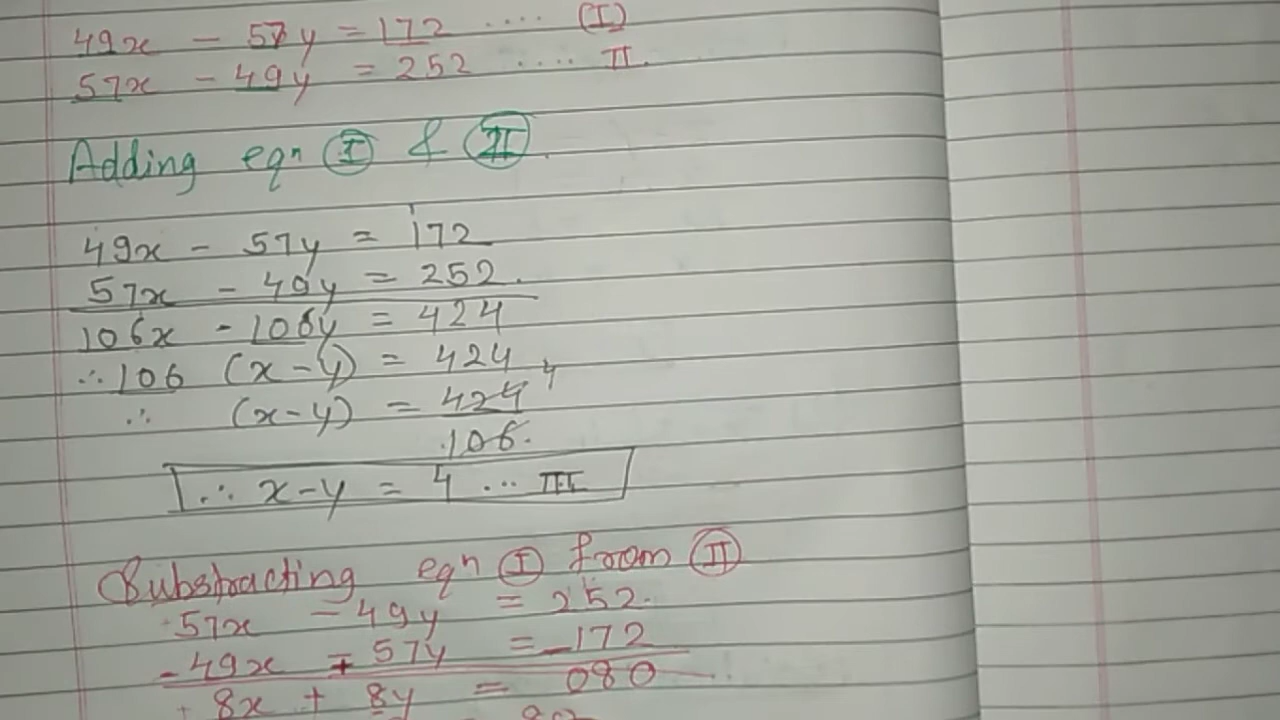 49x - 57y = 172 .... (I)
57x - 49y = 252 .... II.
Adding eqn (I) & (II).
49x - 57y = 172
57x - 49y = 252.
106x - 106y = 424
∴ 106 (x-y) = 424
∴ (x-y) = 424 4
106.
∴ x-y = 4 ... III
Substracting eqn (I) from (II)
57x - 49y = 252.
- 49x ∓ 57y = - 172
+ 8x + 8y = 080